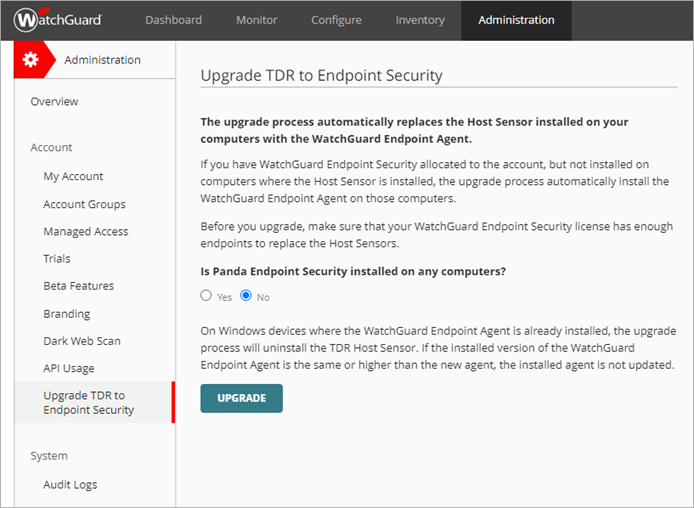 WatchGuard
Dashboard
Monitor
Configure
Inventory
Administration
Administration
Overview
Account
My Account
Account Groups
Managed Access
Trials
Beta Features
Branding
Dark Web Scan
API Usage
Upgrade TDR to
Endpoint Security
System
Audit Logs
Upgrade TDR to Endpoint Security
The upgrade process automatically replaces the Host Sensor installed on your
computers with the WatchGuard Endpoint Agent.
If you have WatchGuard Endpoint Security allocated to the account, but not installed on
computers where the Host Sensor is installed, the upgrade process automatically install the
WatchGuard Endpoint Agent on those computers.
Before you upgrade, make sure that your WatchGuard Endpoint Security license has enough
endpoints to replace the Host Sensors.
Is Panda Endpoint Security installed on any computers?
Yes No
On Windows devices where the WatchGuard Endpoint Agent is already installed, the upgrade
process will uninstall the TDR Host Sensor. If the installed version of the WatchGuard
Endpoint Agent is the same or higher than the new agent, the installed agent is not updated.
UPGRADE